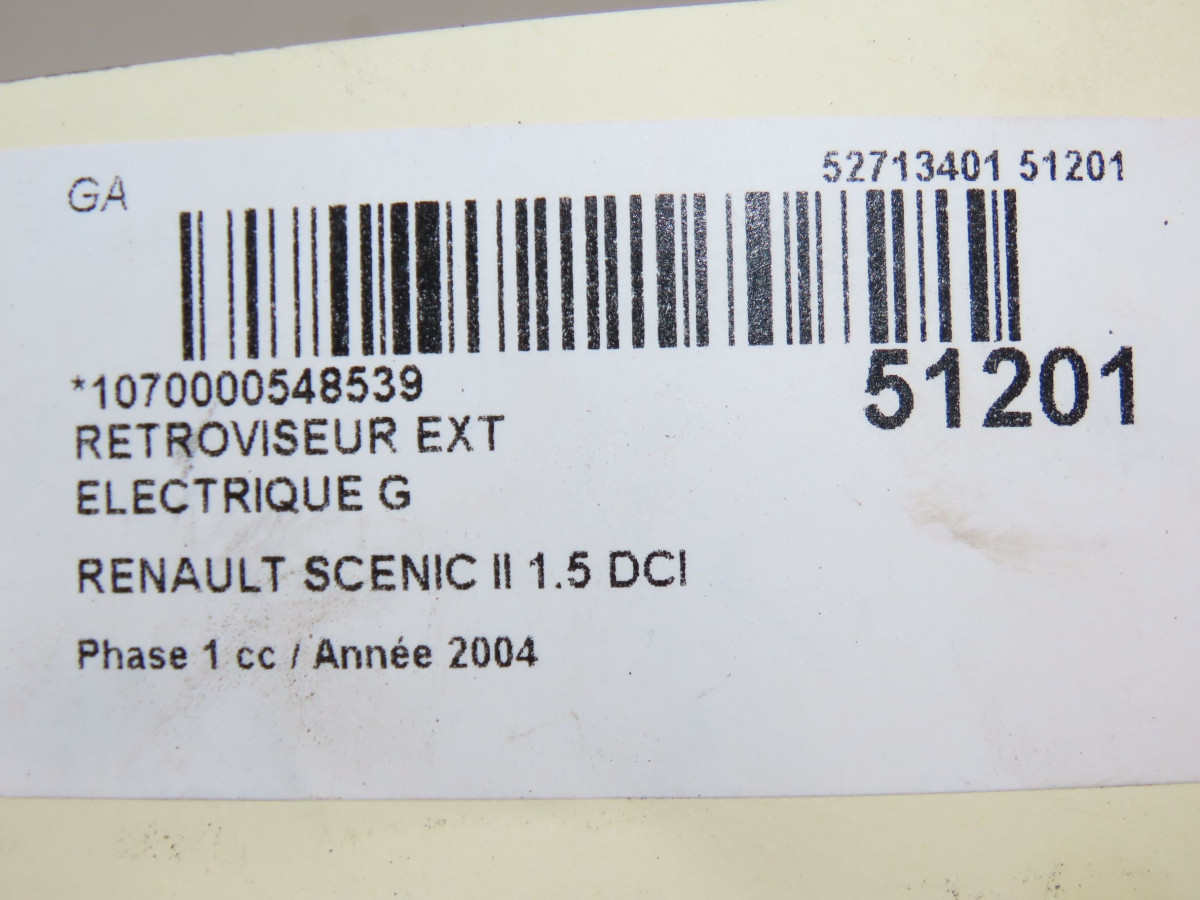 GA
52713401 51201
*1070000548539
51201
RETROVISEUR EXT
ELECTRIQUE G
RENAULT SCENIC II 1.5 DCI
Phase 1 cc / Année 2004